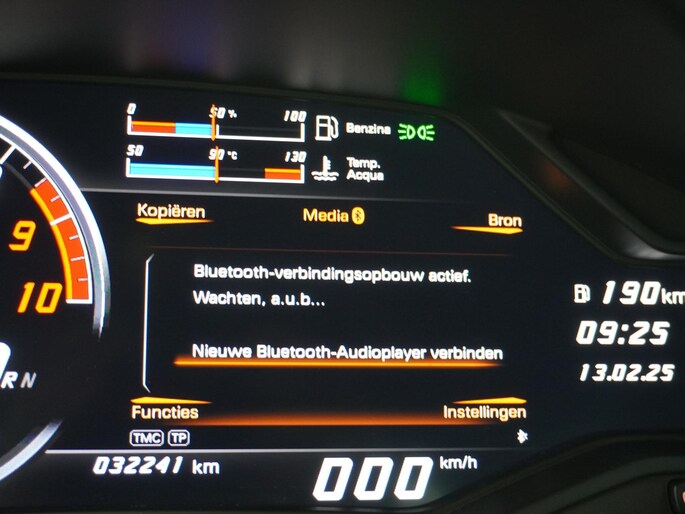 0 50 % 100
Benzina
50 90 °C 130
Temp.
Acqua
Kopiëren
Media
Bron
9
10
Bluetooth-verbindingsopbouw actief.
Wachten, a.u.b...
Nieuwe Bluetooth-Audioplayer verbinden
190 km
09:25
13.02.25
R N
Functies
Instellingen
TMC TP
032241 km
000 km/h